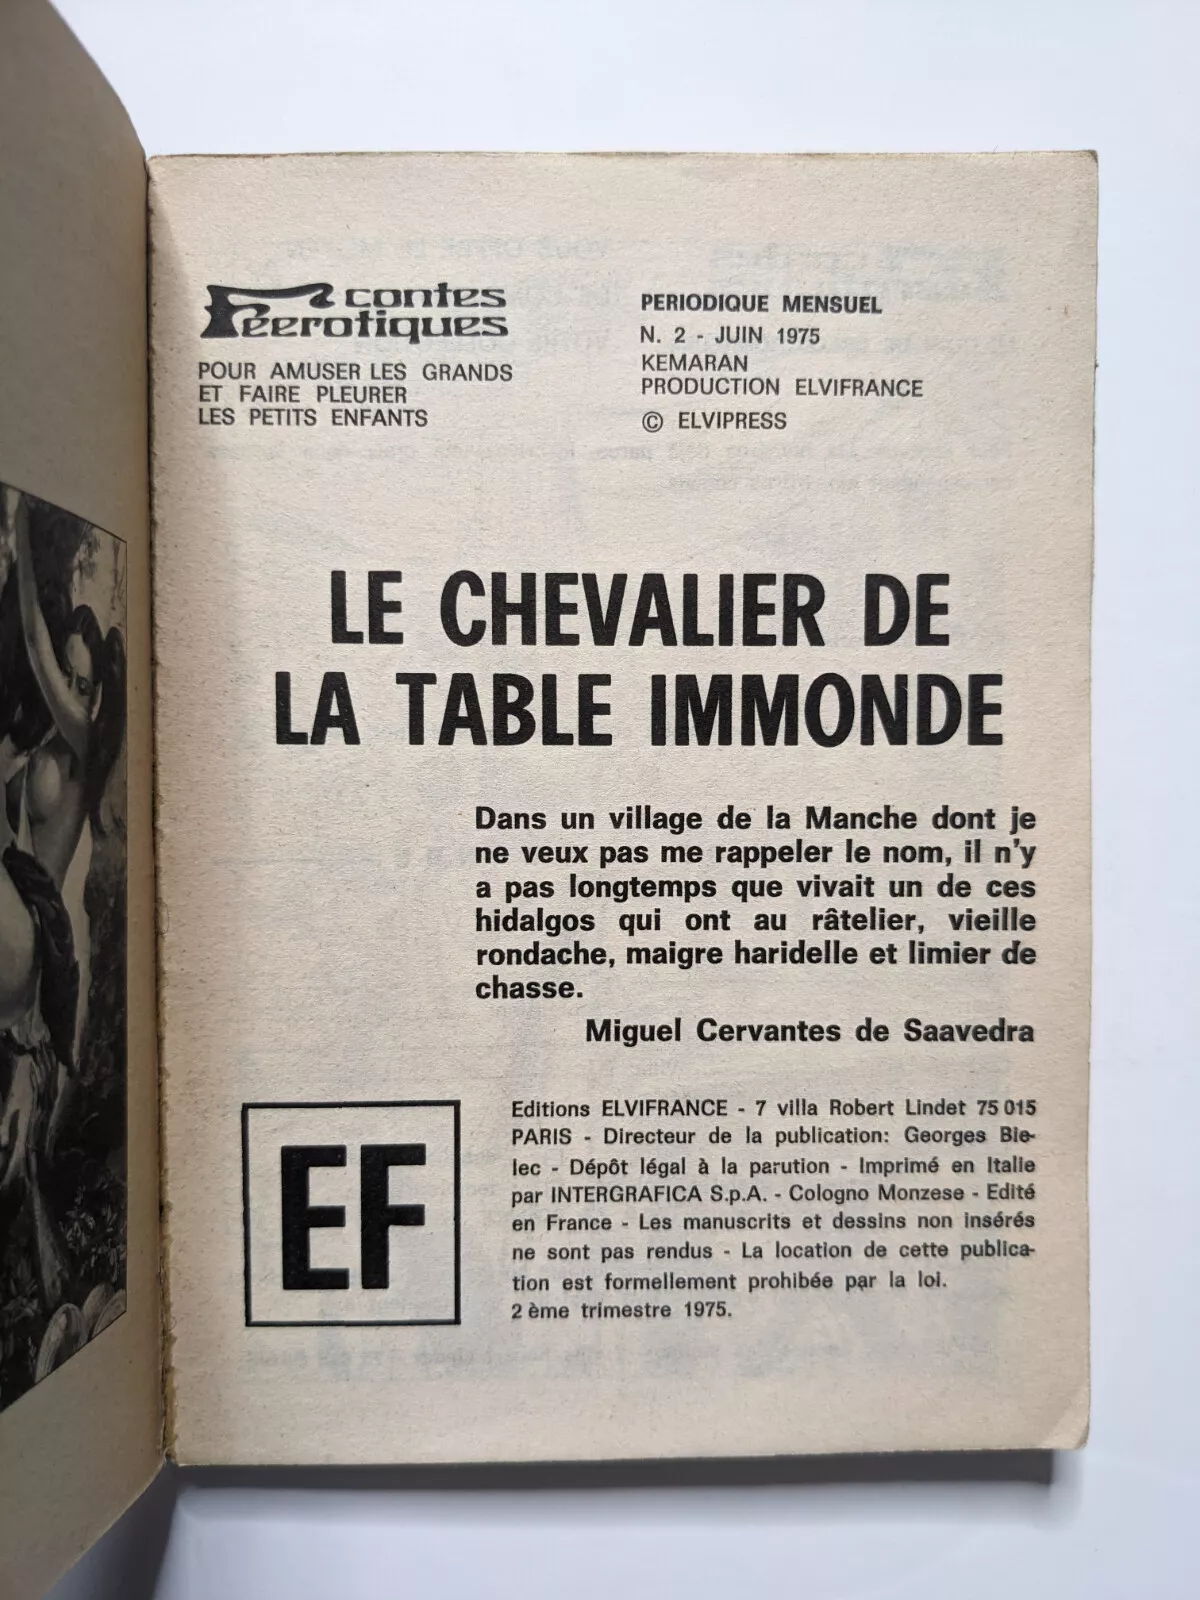 contes
Féerotiques
POUR AMUSER LES GRANDS
ET FAIRE PLEURER
LES PETITS ENFANTS
PERIODIQUE MENSUEL
N. 2 - JUIN 1975
KEMARAN
PRODUCTION ELVIFRANCE
© ELVIPRESS
LE CHEVALIER DE
LA TABLE IMMONDE
Dans un village de la Manche dont je
ne veux pas me rappeler le nom, il n'y
a pas longtemps que vivait un de ces
hidalgos qui ont au râtelier, vieille
rondache, maigre haridelle et limier de
chasse.
Miguel Cervantes de Saavedra
EF
Editions ELVIFRANCE - 7 villa Robert Lindet 75 015
PARIS - Directeur de la publication: Georges Bie-
lec - Dépôt légal à la parution - Imprimé en Italie
par INTERGRAFICA S.p.A. - Cologno Monzese - Edité
en France - Les manuscrits et dessins non insérés
ne sont pas rendus - La location de cette publica-
tion est formellement prohibée par la loi.
2 ème trimestre 1975.